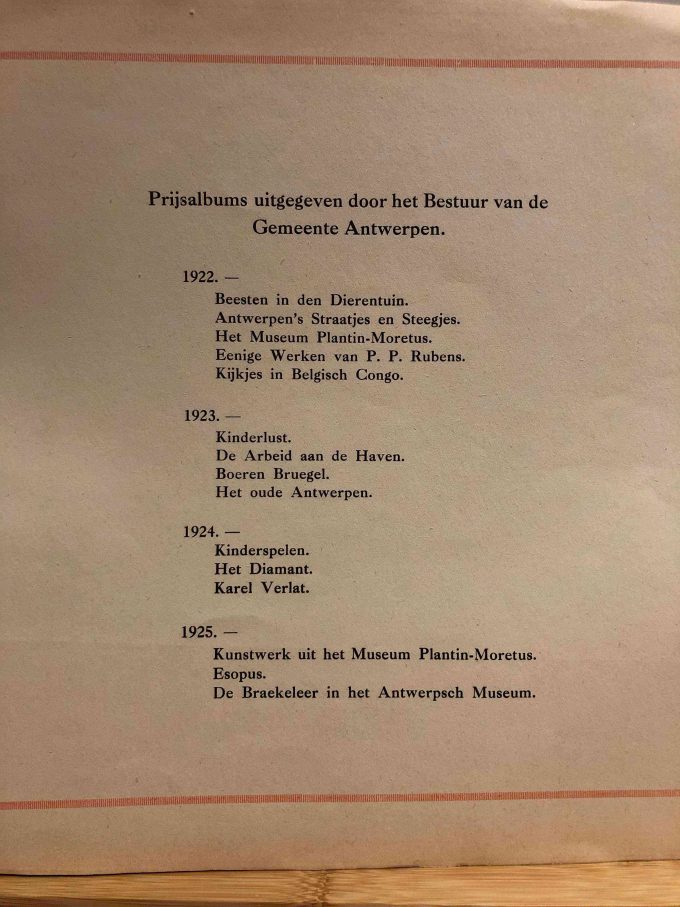 Prijsalbums uitgegeven door het Bestuur van de
Gemeente Antwerpen.
1922. —
Beesten in den Dierentuin.
Antwerpen's Straatjes en Steegjes.
Het Museum Plantin-Moretus.
Eenige Werken van P. P. Rubens.
Kijkjes in Belgisch Congo.
1923. —
Kinderlust.
De Arbeid aan de Haven.
Boeren Bruegel.
Het oude Antwerpen.
1924. —
Kinderspelen.
Het Diamant.
Karel Verlat.
1925. —
Kunstwerk uit het Museum Plantin-Moretus.
Esopus.
De Braekeleer in het Antwerpsch Museum.